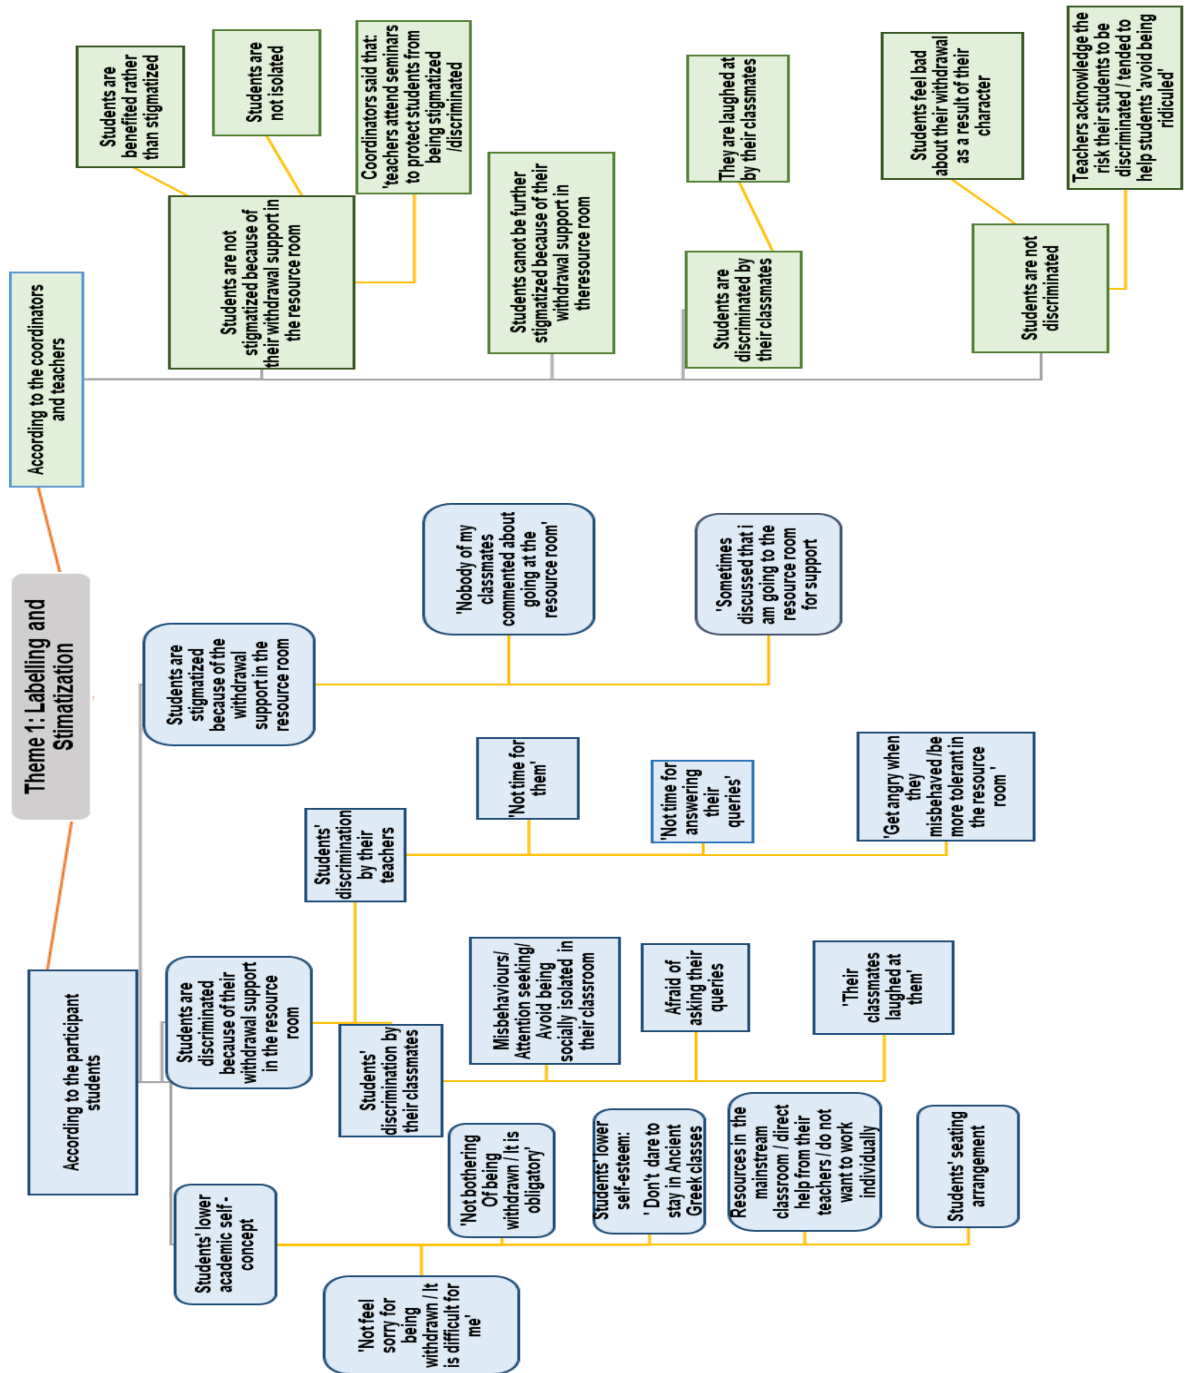 Theme 1: Labelling and
Stimatization
According to the participant
students
Students' lower
academic self -
concept
'Not feel
sorry for
being
withdrawn / It
is difficult for
me'
'Not bothering
Of being
withdrawn / It is
obligatory'
Students' lower
self-esteem:
' Don't dare to
stay in Ancient
Greek classes
Resources in the
mainstream
classroom / direct
help from their
teachers / do not
want to work
individually
Students' seating
arrangement
Students are
discriminated
because of their
withdrawal support
in the resource
room
Students'
discrimination by
their classmates
Misbehaviours/
Attention seeking/
Avoid being
socially isolated in
their classroom
Afraid of
asking their
queries
'Their
classmates
laughed at
them'
Students'
discrimination
by their
teachers
'Not time for
them'
'Not time for
answering
their
queries'
'Get angry when
they
misbehaved /be
more tolerant in
the resource
room '
Students are
stigmatized
because of the
withdrawal
support in the
resource room
'Nobody of my
classmates
commented about
going at the
resource room'
'Sometimes
discussed that i
am going to the
resource room
for support
According to the coordinators
and teachers
Students are not
stigmatized because of
their withdrawal support in
the resource room
Students are
benefited rather
than stigmatized
Students are
not isolated
Coordinators said that:
'teachers attend seminars
to protect students from
being stigmatized
/discriminated
Students cannot be further
stigmatized because of their
withdrawal support in
theresource room
Students are
discriminated by
their classmates
They are laughed at
by their classmates
Students are not
discriminated
Students feel bad
about their withdrawal
as a result of their
character
Teachers acknowledge the
risk their students to be
discriminated / tended to
help students 'avoid being
ridiculed'